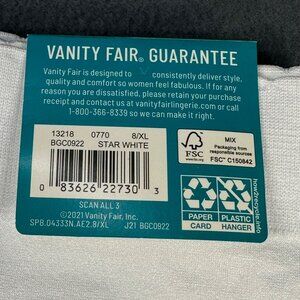 VANITY FAIR® GUARANTEE
Vanity Fair is designed to consistently deliver style,
quality and comfort so women feel fabulous. If for any
reason you are dissatisfied, please retain your purchase
receipt and contact us at vanityfairlingerie.com or call
1-800-366-8339 so we can make it right.
13218 0770 8/XL
BGC0922 STAR WHITE
0 83626 22730 3
SCAN ALL 3
©2021 Vanity Fair, Inc.
SP8.04333N.AE2.8/XL J21 BGC0922
FSC
MIX
Packaging from
responsible sources
FSC® C150842
PAPER
CARD
PLASTIC
HANGER
how2recycle.info